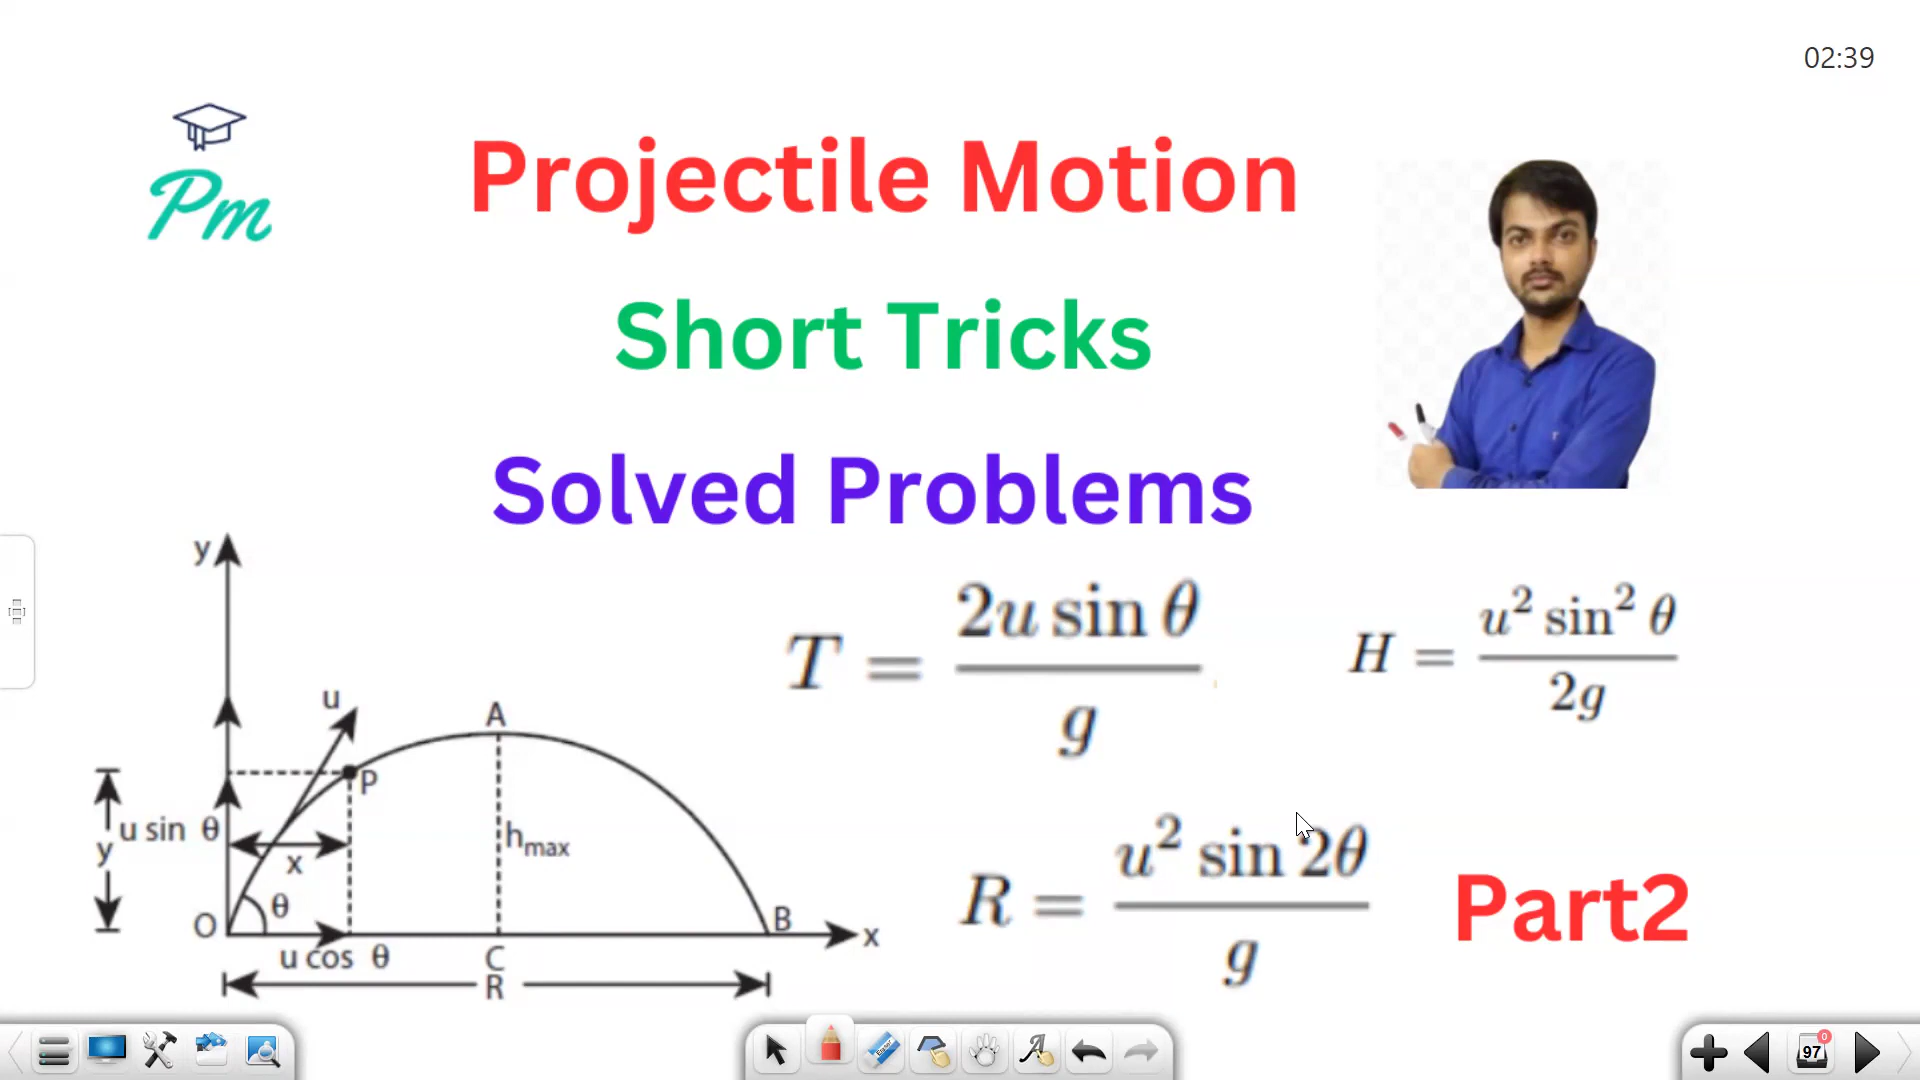 02:39
Pm
Projectile Motion
Short Tricks
Solved Problems
y
u
A
P
u sin θ
y
x
h_max
θ
O
B
x
u cos θ
C
R
T = 2u sin θ / g
H = u² sin² θ / 2g
R = u² sin 2θ / g
Part2
Eraser
A
97
0